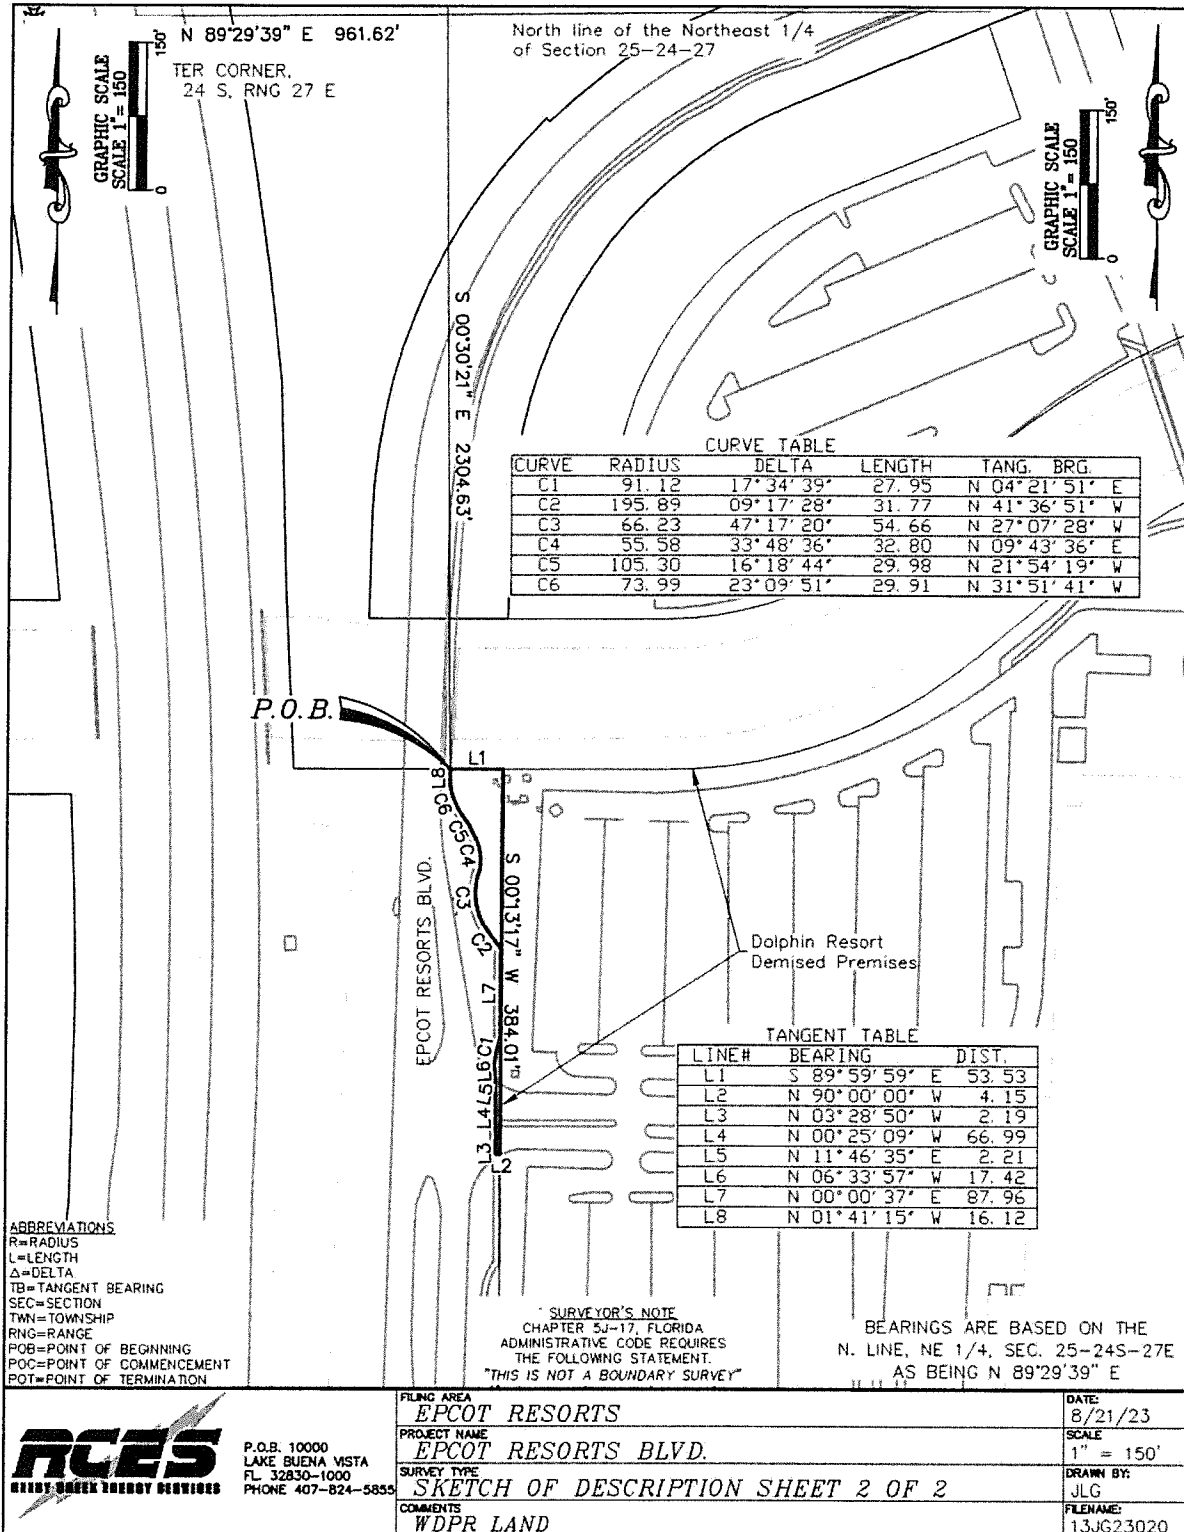 N 89°29'39" E 961.62'
TER CORNER,
24 S, RNG 27 E
North line of the Northeast 1/4
of Section 25-24-27
GRAPHIC SCALE
SCALE 1"= 150
150'
0
GRAPHIC SCALE
SCALE 1"= 150
150'
0
S 00°30'21" E 2304.63'
CURVE TABLE
CURVE RADIUS DELTA LENGTH TANG. BRG.
C1 91.12 17°34'39" 27.95 N 04°21'51" E
C2 195.89 09°17'28" 31.77 N 41°36'51" W
C3 66.23 47°17'20" 54.66 N 27°07'28" W
C4 55.58 33°48'36" 32.80 N 09°43'36" E
C5 105.30 16°18'44" 29.98 N 21°54'19" W
C6 73.99 23°09'51" 29.91 N 31°51'41" W
P.O.B.
L1
L8
C6
C5
C4
C3
C2
L7
C1
L6
L5
L4
L3
L2
EPCOT RESORTS BLVD.
S 00°13'17" W 384.01'
Dolphin Resort
Demised Premises
TANGENT TABLE
LINE# BEARING DIST.
L1 S 89°59'59" E 53.53
L2 N 90°00'00" W 4.15
L3 N 03°28'50" W 2.19
L4 N 00°25'09" W 66.99
L5 N 11°46'35" E 2.21
L6 N 06°33'57" W 17.42
L7 N 00°00'37" E 87.96
L8 N 01°41'15" W 16.12
ABBREVIATIONS
R=RADIUS
L=LENGTH
Δ=DELTA
TB=TANGENT BEARING
SEC=SECTION
TWN=TOWNSHIP
RNG=RANGE
POB=POINT OF BEGINNING
POC=POINT OF COMMENCEMENT
POT=POINT OF TERMINATION
SURVEYOR'S NOTE
CHAPTER 5J-17, FLORIDA
ADMINISTRATIVE CODE REQUIRES
THE FOLLOWING STATEMENT.
"THIS IS NOT A BOUNDARY SURVEY"
BEARINGS ARE BASED ON THE
N. LINE, NE 1/4, SEC. 25-24S-27E
AS BEING N 89°29'39" E
RCES
REEDY CREEK ENERGY SERVICES
P.O.B. 10000
LAKE BUENA VISTA
FL 32830-1000
PHONE 407-824-5855
FILING AREA
EPCOT RESORTS
PROJECT NAME
EPCOT RESORTS BLVD.
SURVEY TYPE
SKETCH OF DESCRIPTION SHEET 2 OF 2
COMMENTS
WDPR LAND
DATE:
8/21/23
SCALE
1" = 150'
DRAWN BY:
JLG
FILENAME:
13JG23020